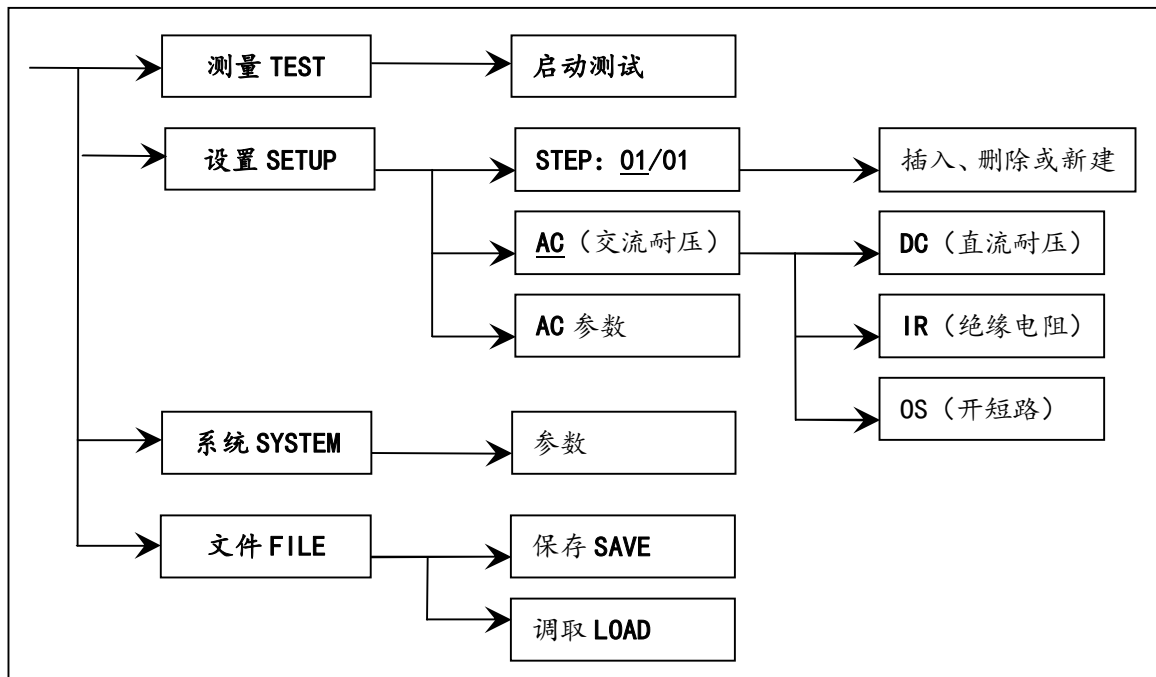 测量 TEST
启动测试
设置 SETUP
STEP: 01/01
插入、删除或新建
AC（交流耐压）
DC（直流耐压）
AC 参数
IR（绝缘电阻）
OS（开短路）
系统 SYSTEM
参数
文件 FILE
保存 SAVE
调取 LOAD